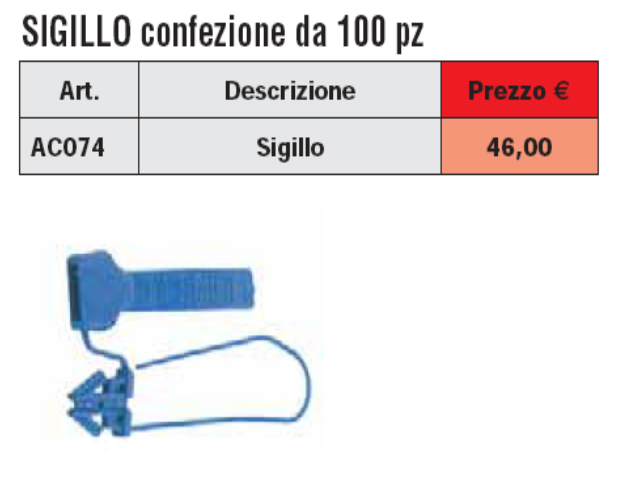 SIGILLO confezione da 100 pz
Art. Descrizione Prezzo €
AC074 Sigillo 46,00